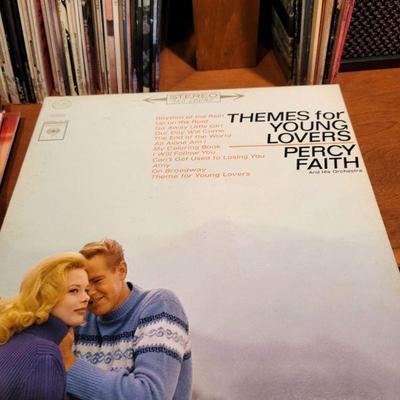 STEREO
THEMES for
YOUNG
LOVERS
PERCY
FAITH
And His Orchestra
Rhythm of the Rain
Up on the Roof
Go Away Little Girl
Our Day Will Come
The End of the World
All Alone Am I
My Coloring Book
I Will Follow You
Can't Get Used to Losing You
Amy
On Broadway
Theme for Young Lovers